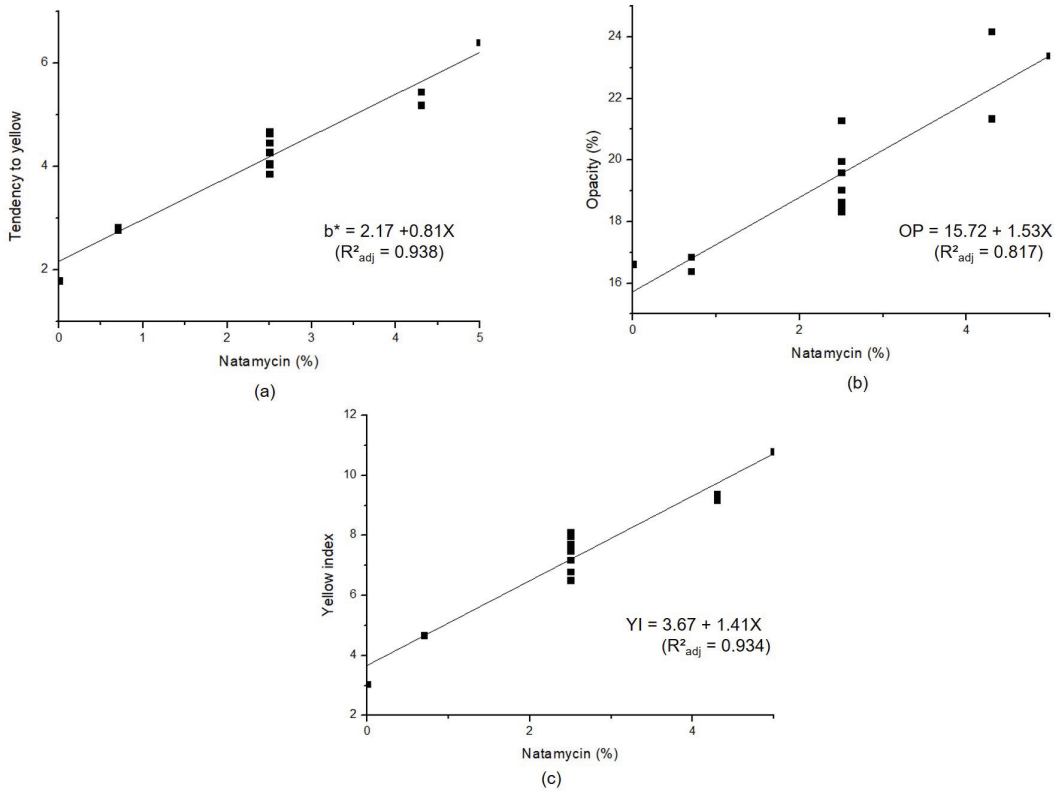 6
4
2
Tendency to yellow
b* = 2.17 +0.81X
(R²adj = 0.938)
0 1 2 3 4 5
Natamycin (%)
(a)
24
22
20
18
16
Opacity (%)
OP = 15.72 + 1.53X
(R²adj = 0.817)
0 2 4
Natamycin (%)
(b)
12
10
8
6
4
2
Yellow index
YI = 3.67 + 1.41X
(R²adj = 0.934)
0 2 4
Natamycin (%)
(c)